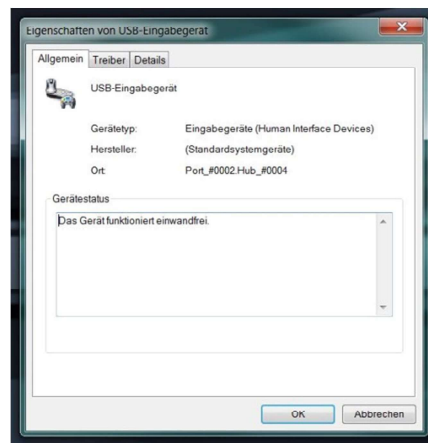 Eigenschaften von USB-Eingabegerät
Allgemein Treiber Details
USB-Eingabegerät
Gerätetyp: Eingabegeräte (Human Interface Devices)
Hersteller: (Standardsystemgeräte)
Ort: Port_#0002.Hub_#0004
Gerätestatus
Das Gerät funktioniert einwandfrei.
OK Abbrechen